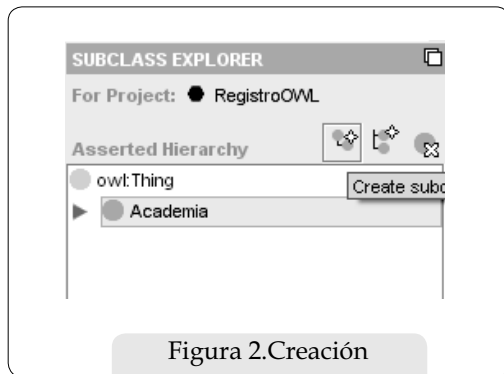 SUBCLASS EXPLORER
For Project: RegistroOWL
Asserted Hierarchy
Create subc
owl:Thing
Academia
Figura 2.Creación